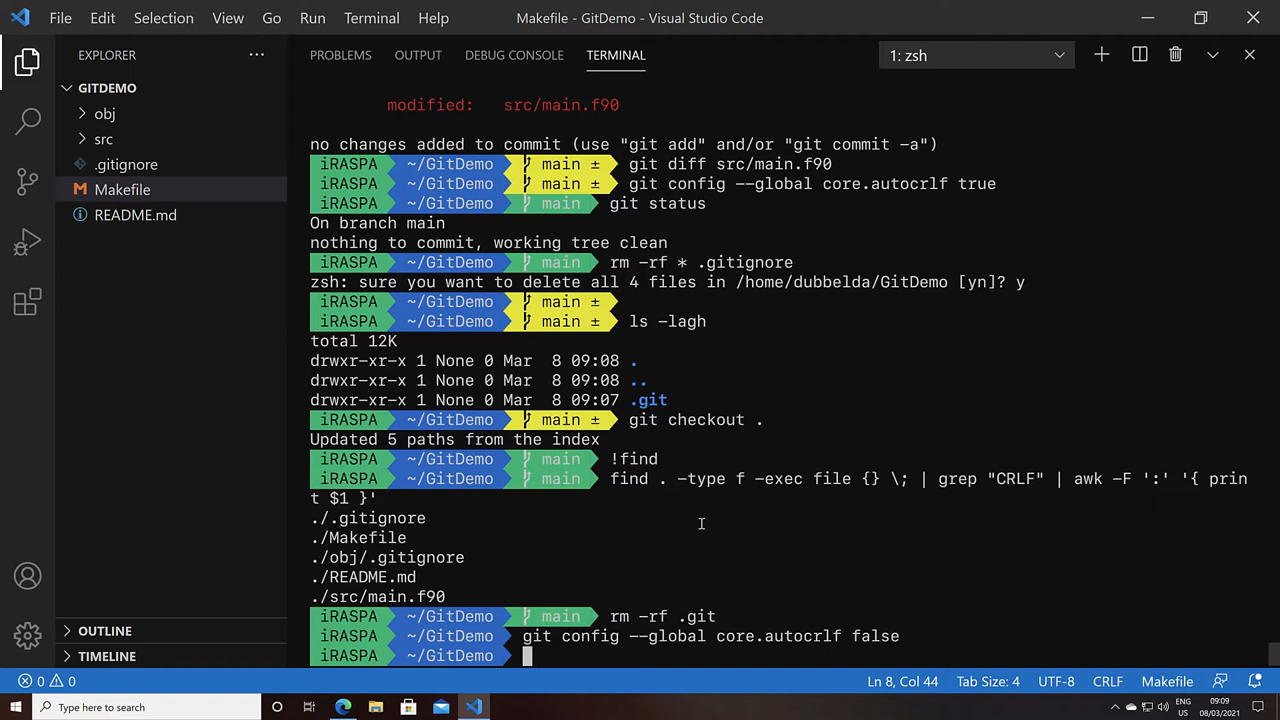 File Edit Selection View Go Run Terminal Help Makefile - GitDemo - Visual Studio Code
EXPLORER ... PROBLEMS OUTPUT DEBUG CONSOLE TERMINAL 1: zsh
GITDEMO
obj
src
.gitignore
M Makefile
README.md
OUTLINE
TIMELINE
modified: src/main.f90
no changes added to commit (use "git add" and/or "git commit -a")
iRASPA ~/GitDemo main ± git diff src/main.f90
iRASPA ~/GitDemo main ± git config --global core.autocrlf true
iRASPA ~/GitDemo main git status
On branch main
nothing to commit, working tree clean
iRASPA ~/GitDemo main rm -rf * .gitignore
zsh: sure you want to delete all 4 files in /home/dubbelda/GitDemo [yn]? y
iRASPA ~/GitDemo main ±
iRASPA ~/GitDemo main ± ls -lagh
total 12K
drwxr-xr-x 1 None 0 Mar 8 09:08 .
drwxr-xr-x 1 None 0 Mar 8 09:08 ..
drwxr-xr-x 1 None 0 Mar 8 09:07 .git
iRASPA ~/GitDemo main ± git checkout .
Updated 5 paths from the index
iRASPA ~/GitDemo main !find
iRASPA ~/GitDemo main find . -type f -exec file {} \; | grep "CRLF" | awk -F ':' '{ prin
t $1 }'
./.gitignore
./Makefile
./obj/.gitignore
./README.md
./src/main.f90
iRASPA ~/GitDemo main rm -rf .git
iRASPA ~/GitDemo git config --global core.autocrlf false
iRASPA ~/GitDemo
0 0 Ln 8, Col 44 Tab Size: 4 UTF-8 CRLF Makefile
Type here to search ENG 09:09
US 08/03/2021